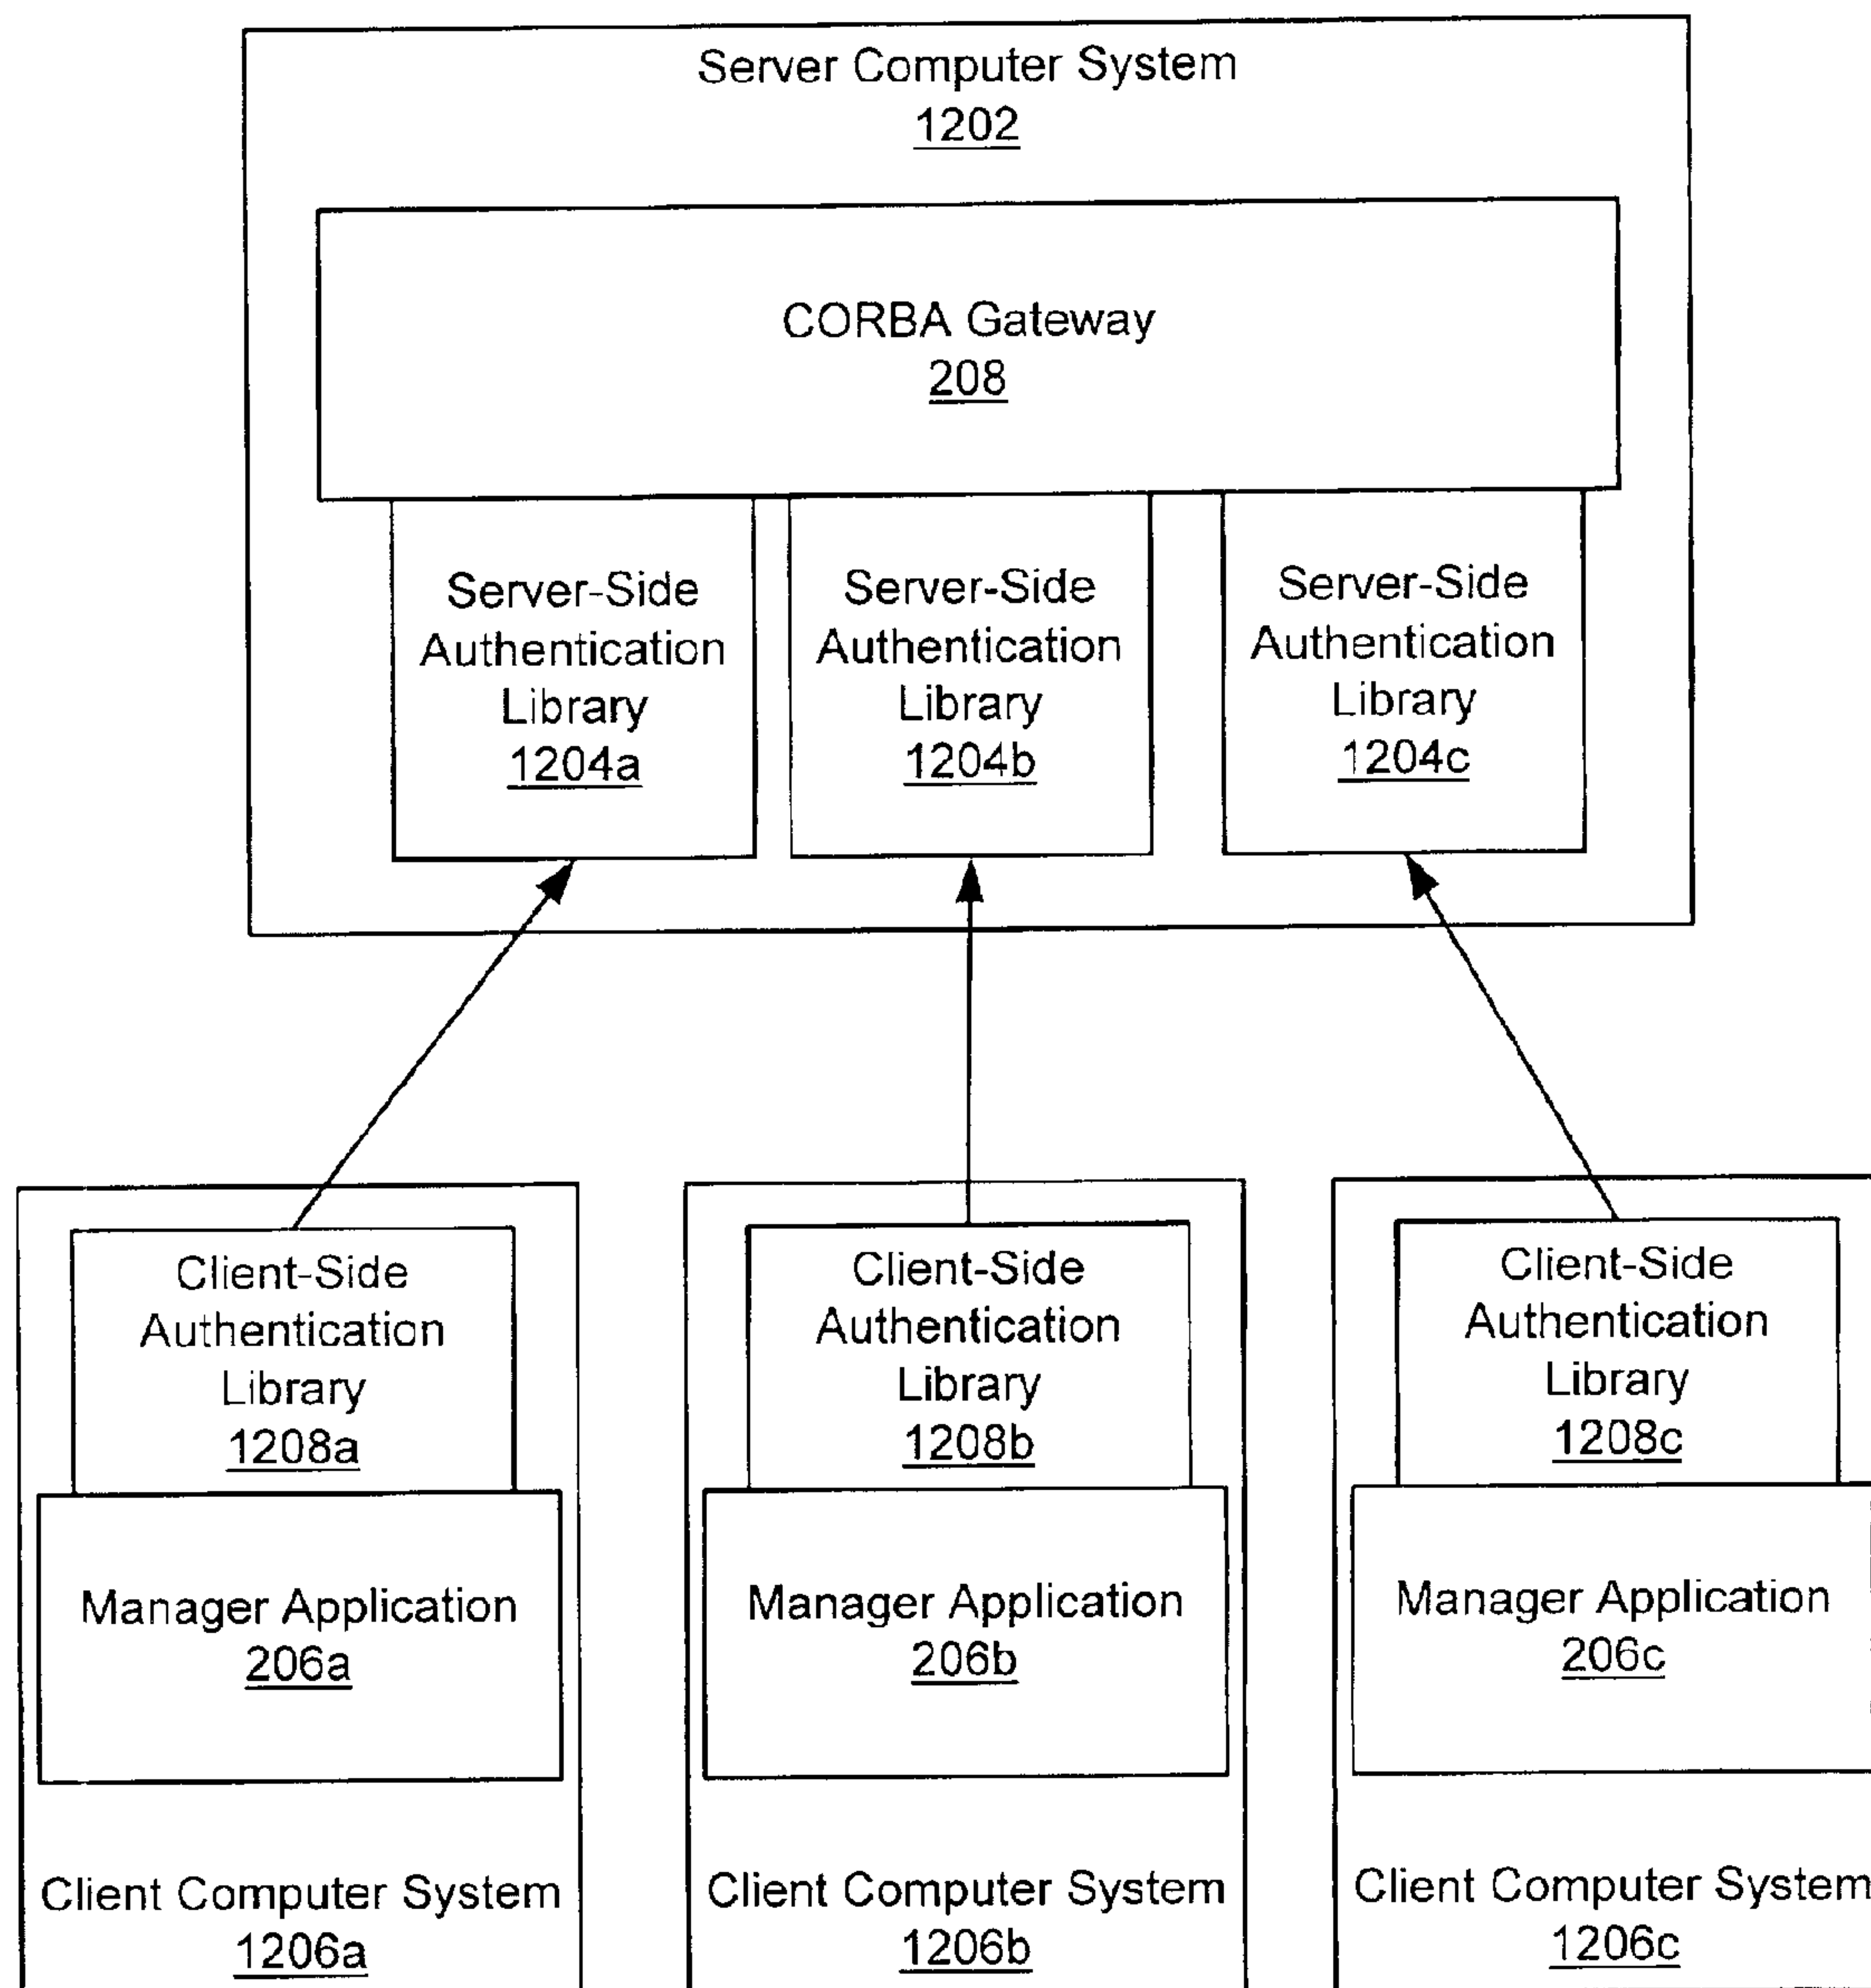 Server Computer System
1202
CORBA Gateway
208
Server-Side
Authentication
Library
1204a
Server-Side
Authentication
Library
1204b
Server-Side
Authentication
Library
1204c
Client-Side
Authentication
Library
1208a
Manager Application
206a
Client Computer System
1206a
Client-Side
Authentication
Library
1208b
Manager Application
206b
Client Computer System
1206b
Client-Side
Authentication
Library
1208c
Manager Application
206c
Client Computer System
1206c